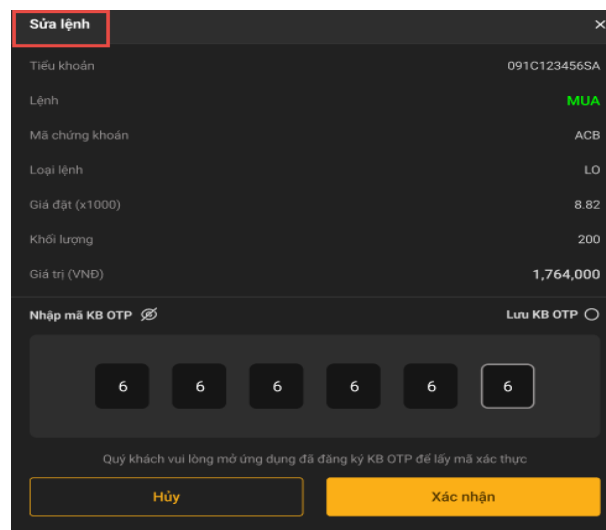 Sửa lệnh ×
Tiểu khoản 091C123456SA
Lệnh MUA
Mã chứng khoán ACB
Loại lệnh LO
Giá đặt (x1000) 8.82
Khối lượng 200
Giá trị (VNĐ) 1,764,000
Nhập mã KB OTP Lưu KB OTP
6 6 6 6 6 6
Quý khách vui lòng mở ứng dụng đã đăng ký KB OTP để lấy mã xác thực
Hủy Xác nhận